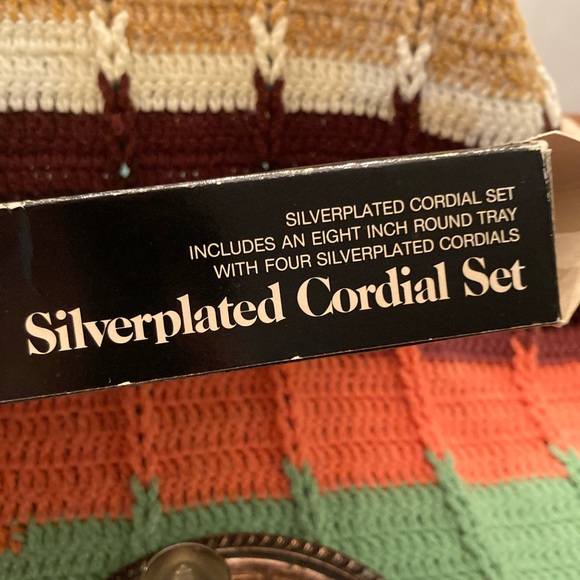 SILVERPLATED CORDIAL SET
INCLUDES AN EIGHT INCH ROUND TRAY
WITH FOUR SILVERPLATED CORDIALS
Silverplated Cordial Set